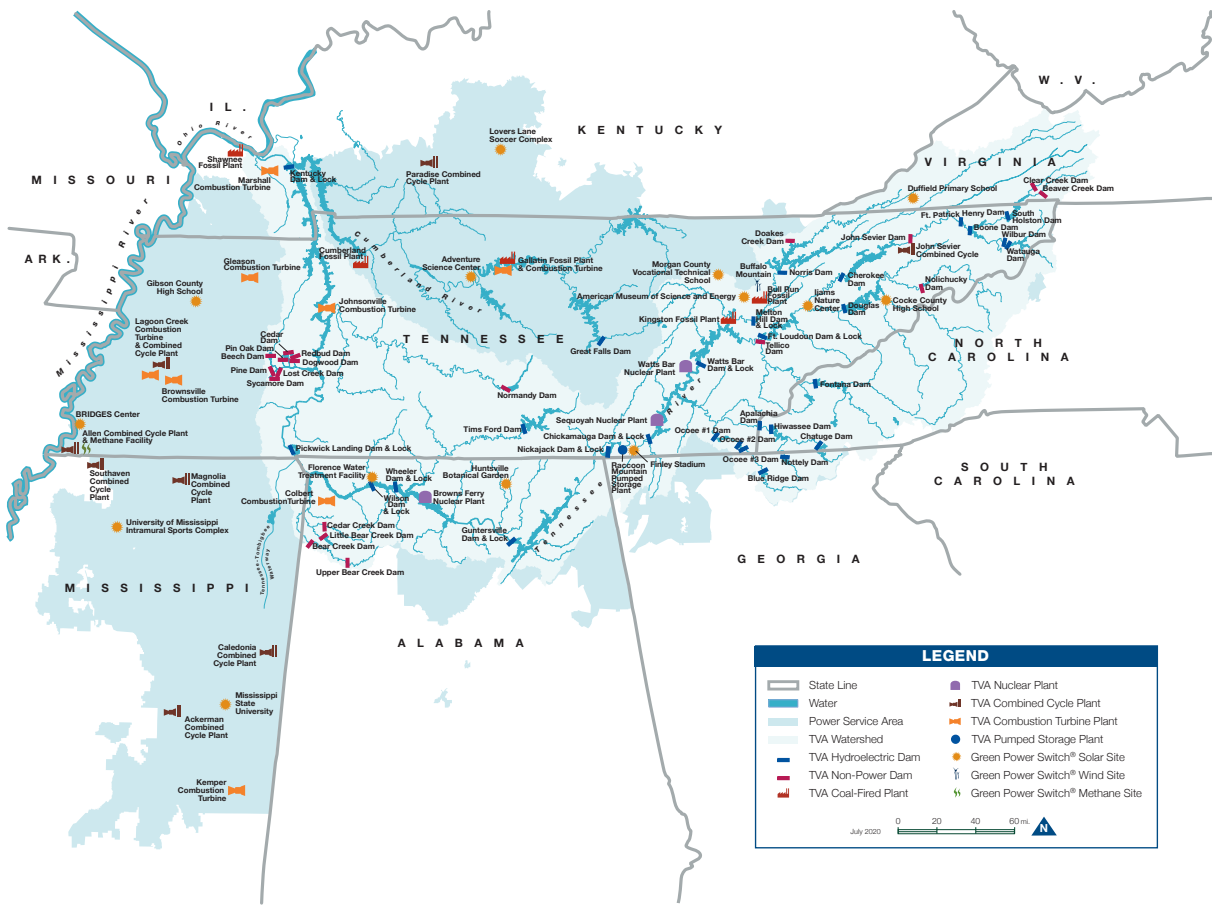 W. V.
IL.
Ohio River
KENTUCKY
Lovers Lane
Soccer Complex
Shawnee
Fossil Plant
Marshall
Combustion Turbine
Kentucky
Dam & Lock
Paradise Combined
Cycle Plant
MISSOURI
VIRGINIA
Clear Creek Dam
Beaver Creek Dam
Duffield Primary School
Mississippi River
ARK.
Ft. Patrick Henry Dam
Boone Dam
South
Holston Dam
Wilbur Dam
Watauga
Dam
Doakes
Creek Dam
John Sevier Dam
John Sevier
Combined Cycle
Cumberland
Fossil Plant
Cumberland River
Gleason
Combustion Turbine
Adventure
Science Center
Gallatin Fossil Plant
& Combustion Turbine
Morgan County
Vocational Technical
School
Buffalo
Mountain
Norris Dam
Cherokee
Dam
Nolichucky
Dam
Gibson County
High School
American Museum of Science and Energy
Bull Run
Fossil
Plant
Ijams
Nature
Center
Douglas
Dam
Cocke County
High School
Johnsonville
Combustion Turbine
Kingston Fossil Plant
Melton
Hill Dam
& Lock
Ft. Loudoun Dam & Lock
Tellico
Dam
Lagoon Creek
Combustion
Turbine
& Combined
Cycle Plant
Brownsville
Combustion Turbine
Cedar
Dam
Pin Oak Dam
Redbud Dam
Beech Dam
Dogwood Dam
Pine Dam
Lost Creek Dam
Sycamore Dam
TENNESSEE
Great Falls Dam
NORTH
CAROLINA
Watts Bar
Nuclear Plant
Watts Bar
Dam & Lock
Fontana Dam
Normandy Dam
BRIDGES Center
Allen Combined Cycle Plant
& Methane Facility
Tims Ford Dam
Sequoyah Nuclear Plant
Chickamauga Dam & Lock
Nickajack Dam & Lock
Raccoon
Mountain
Pumped
Storage
Plant
Finley Stadium
Ocoee #1 Dam
Ocoee #2 Dam
Ocoee #3 Dam
Apalachia
Dam
Hiwassee Dam
Chatuge Dam
Nottely Dam
Blue Ridge Dam
Tennessee River
Pickwick Landing Dam & Lock
SOUTH
CAROLINA
Southaven
Combined
Cycle
Plant
Magnolia
Combined
Cycle
Plant
Florence Water
Treatment Facility
Wheeler
Dam & Lock
Huntsville
Botanical Garden
Colbert
Combustion Turbine
Wilson
Dam
& Lock
Browns Ferry
Nuclear Plant
University of Mississippi
Intramural Sports Complex
Cedar Creek Dam
Little Bear Creek Dam
Bear Creek Dam
Upper Bear Creek Dam
Guntersville
Dam & Lock
Tennessee-Tombigbee
Waterway
GEORGIA
MISSISSIPPI
ALABAMA
Caledonia
Combined
Cycle Plant
Mississippi
State
University
Ackerman
Combined
Cycle Plant
Kemper
Combustion
Turbine
LEGEND
State Line
Water
Power Service Area
TVA Watershed
TVA Hydroelectric Dam
TVA Non-Power Dam
TVA Coal-Fired Plant
TVA Nuclear Plant
TVA Combined Cycle Plant
TVA Combustion Turbine Plant
TVA Pumped Storage Plant
Green Power Switch® Solar Site
Green Power Switch® Wind Site
Green Power Switch® Methane Site
July 2020
0 20 40 60 mi.
N